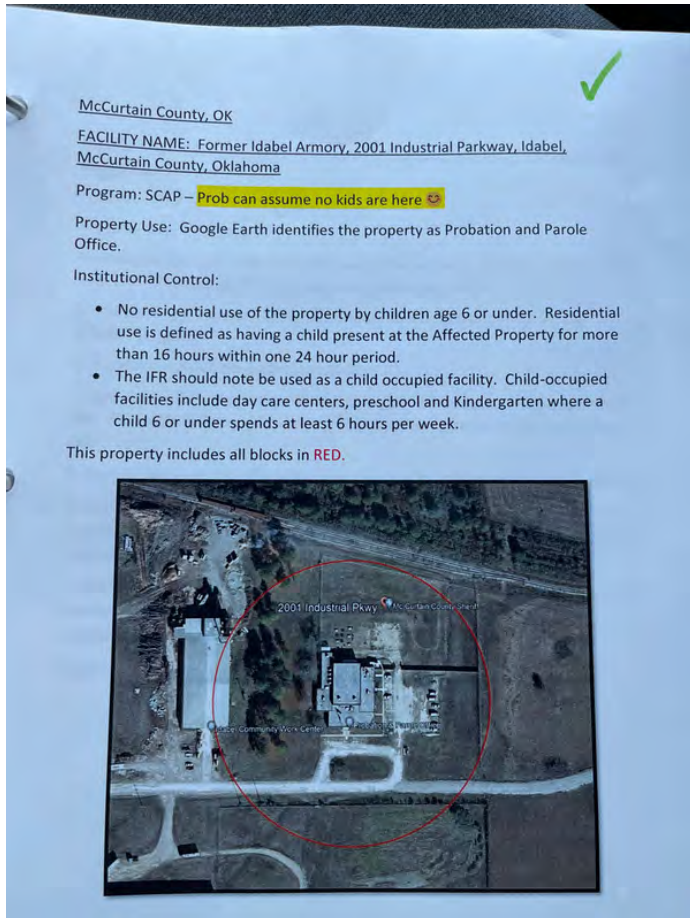 McCurtain County, OK
FACILITY NAME: Former Idabel Armory, 2001 Industrial Parkway, Idabel,
McCurtain County, Oklahoma
Program: SCAP – Prob can assume no kids are here 😊
Property Use: Google Earth identifies the property as Probation and Parole
Office.
Institutional Control:
• No residential use of the property by children age 6 or under. Residential
use is defined as having a child present at the Affected Property for more
than 16 hours within one 24 hour period.
• The IFR should note be used as a child occupied facility. Child-occupied
facilities include day care centers, preschool and Kindergarten where a
child 6 or under spends at least 6 hours per week.
This property includes all blocks in RED.
2001 Industrial Pkwy
Mc Curtain County Sheriff
Idabel Community Work Center